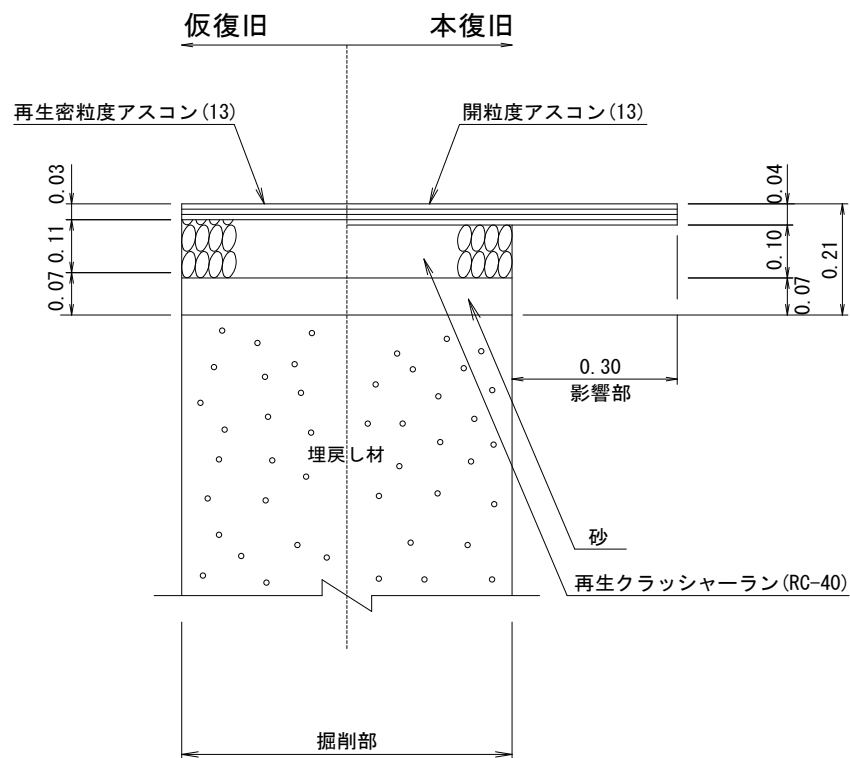 仮復旧
本復旧
再生密粒度アスコン(13)
開粒度アスコン(13)
0.03
0.11
0.07
0.04
0.10
0.07
0.21
0.30
影響部
埋戻し材
砂
再生クラッシャーラン(RC-40)
掘削部